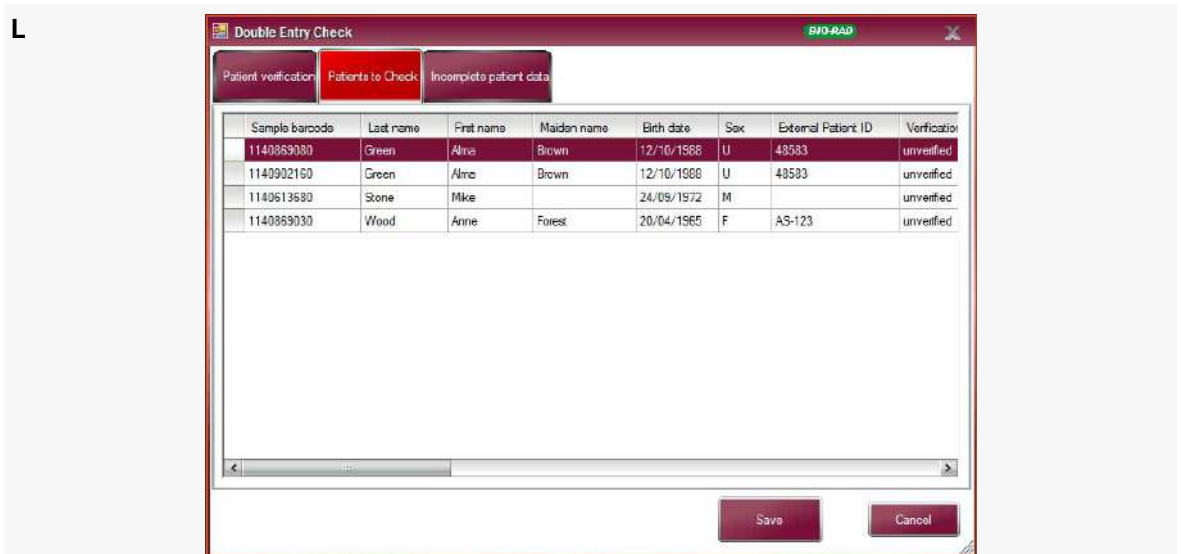 L
Double Entry Check BIO-RAD X
Patient verification Patients to Check Incomplete patient data
Sample barcode Last name First name Maiden name Birth date Sex External Patient ID Verficatior
1140869080 Green Alma Brown 12/10/1988 U 48583 unverified
1140902160 Green Alma Brown 12/10/1988 U 48583 unverified
1140613680 Stone Mike 24/09/1972 M unverified
1140869030 Wood Anne Forest 20/04/1965 F AS-123 unverified
Save Cancel